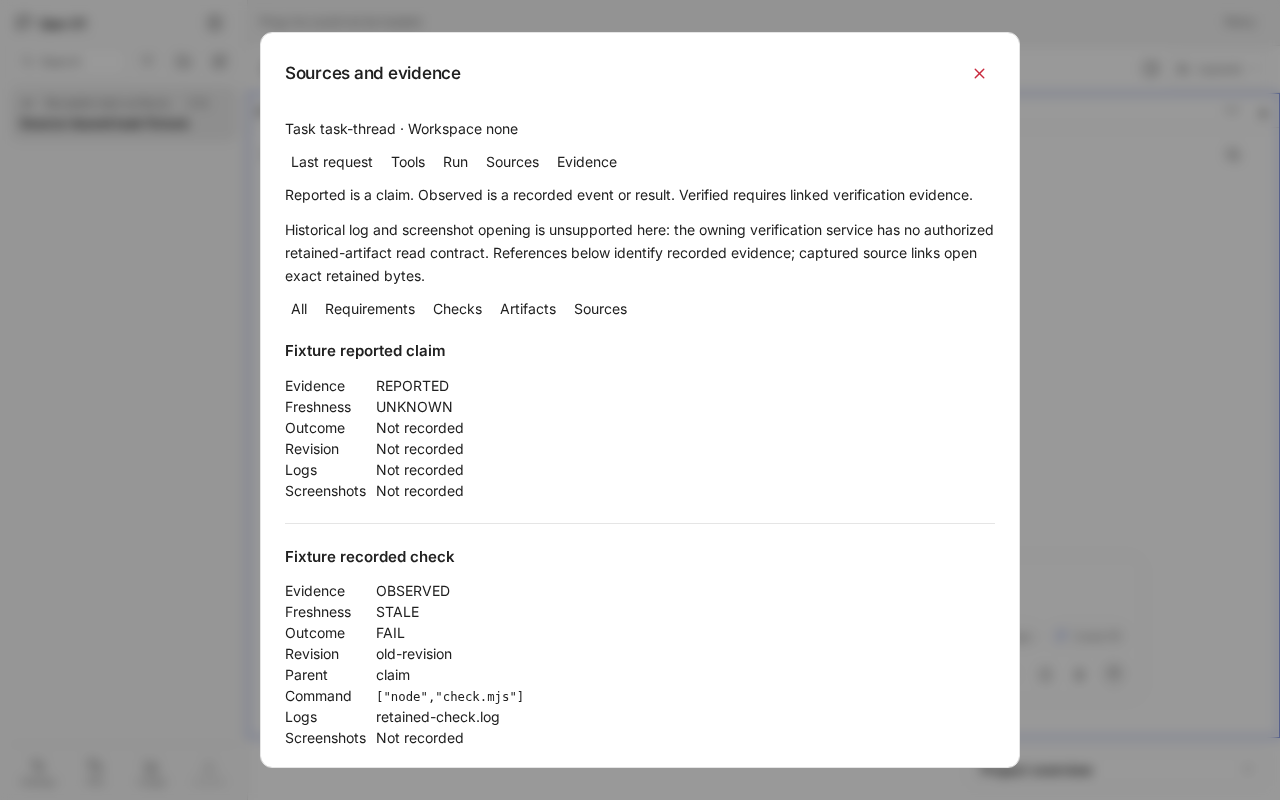 Sources and evidence
Task task-thread · Workspace none
Last request Tools Run Sources Evidence
Reported is a claim. Observed is a recorded event or result. Verified requires linked verification evidence.
Historical log and screenshot opening is unsupported here: the owning verification service has no authorized
retained-artifact read contract. References below identify recorded evidence; captured source links open
exact retained bytes.
All Requirements Checks Artifacts Sources
Fixture reported claim
Evidence REPORTED
Freshness UNKNOWN
Outcome Not recorded
Revision Not recorded
Logs Not recorded
Screenshots Not recorded
Fixture recorded check
Evidence OBSERVED
Freshness STALE
Outcome FAIL
Revision old-revision
Parent claim
Command ["node","check.mjs"]
Logs retained-check.log
Screenshots Not recorded